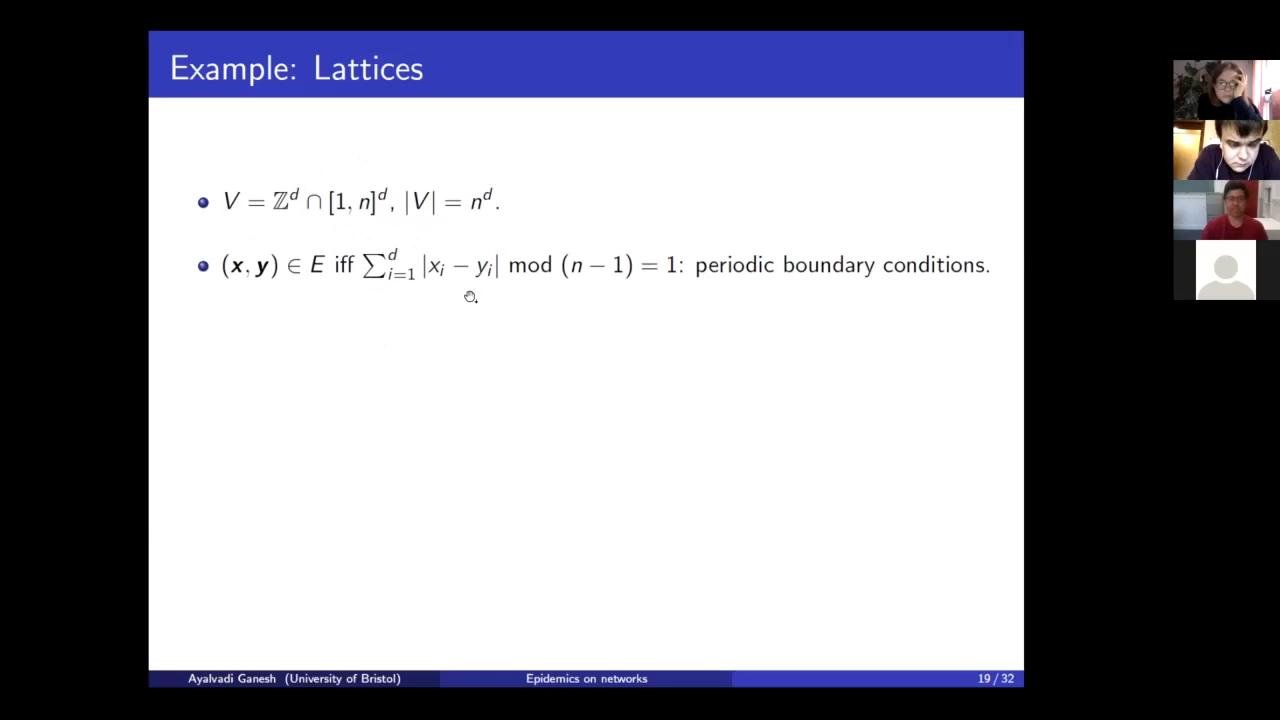 Example: Lattices
V = ℤ^d ∩ [1, n]^d, |V| = n^d.
(x, y) ∈ E iff ∑_{i=1}^d |x_i − y_i| mod (n − 1) = 1: periodic boundary conditions.
Ayalvadi Ganesh (University of Bristol) Epidemics on networks 19 / 32